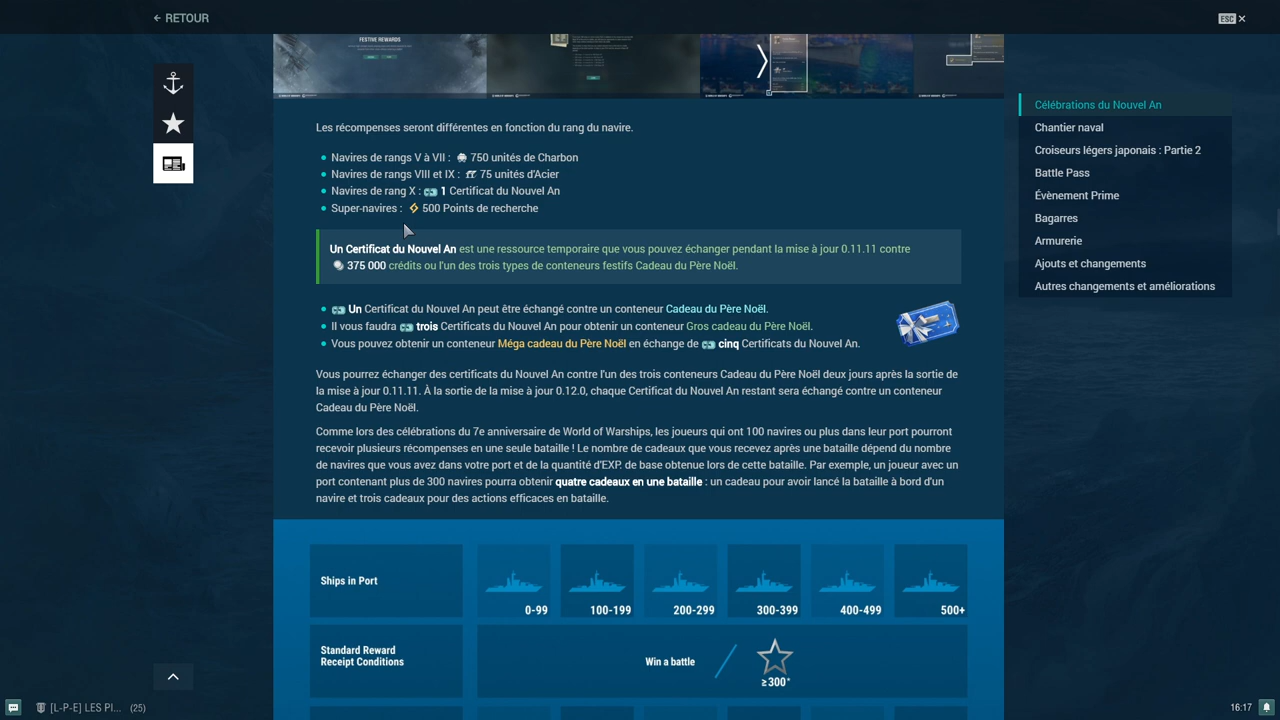 ← RETOUR
ESC ×
FESTIVE REWARDS
Célébrations du Nouvel An
Chantier naval
Croiseurs légers japonais : Partie 2
Battle Pass
Évènement Prime
Bagarres
Armurerie
Ajouts et changements
Autres changements et améliorations
Les récompenses seront différentes en fonction du rang du navire.
Navires de rangs V à VII : 750 unités de Charbon
Navires de rangs VIII et IX : 75 unités d'Acier
Navires de rang X : 1 Certificat du Nouvel An
Super-navires : 500 Points de recherche
Un Certificat du Nouvel An est une ressource temporaire que vous pouvez échanger pendant la mise à jour 0.11.11 contre
375 000 crédits ou l'un des trois types de conteneurs festifs Cadeau du Père Noël.
Un Certificat du Nouvel An peut être échangé contre un conteneur Cadeau du Père Noël.
Il vous faudra trois Certificats du Nouvel An pour obtenir un conteneur Gros cadeau du Père Noël.
Vous pouvez obtenir un conteneur Méga cadeau du Père Noël en échange de cinq Certificats du Nouvel An.
Vous pourrez échanger des certificats du Nouvel An contre l'un des trois conteneurs Cadeau du Père Noël deux jours après la sortie de
la mise à jour 0.11.11. À la sortie de la mise à jour 0.12.0, chaque Certificat du Nouvel An restant sera échangé contre un conteneur
Cadeau du Père Noël.
Comme lors des célébrations du 7e anniversaire de World of Warships, les joueurs qui ont 100 navires ou plus dans leur port pourront
recevoir plusieurs récompenses en une seule bataille ! Le nombre de cadeaux que vous recevez après une bataille dépend du nombre
de navires que vous avez dans votre port et de la quantité d'EXP. de base obtenue lors de cette bataille. Par exemple, un joueur avec un
port contenant plus de 300 navires pourra obtenir quatre cadeaux en une bataille : un cadeau pour avoir lancé la bataille à bord d'un
navire et trois cadeaux pour des actions efficaces en bataille.
Ships in Port
0-99 100-199 200-299 300-399 400-499 500+
Standard Reward
Receipt Conditions
Win a battle
≥300*
[L-P-E] LES PI... (25)
16:17